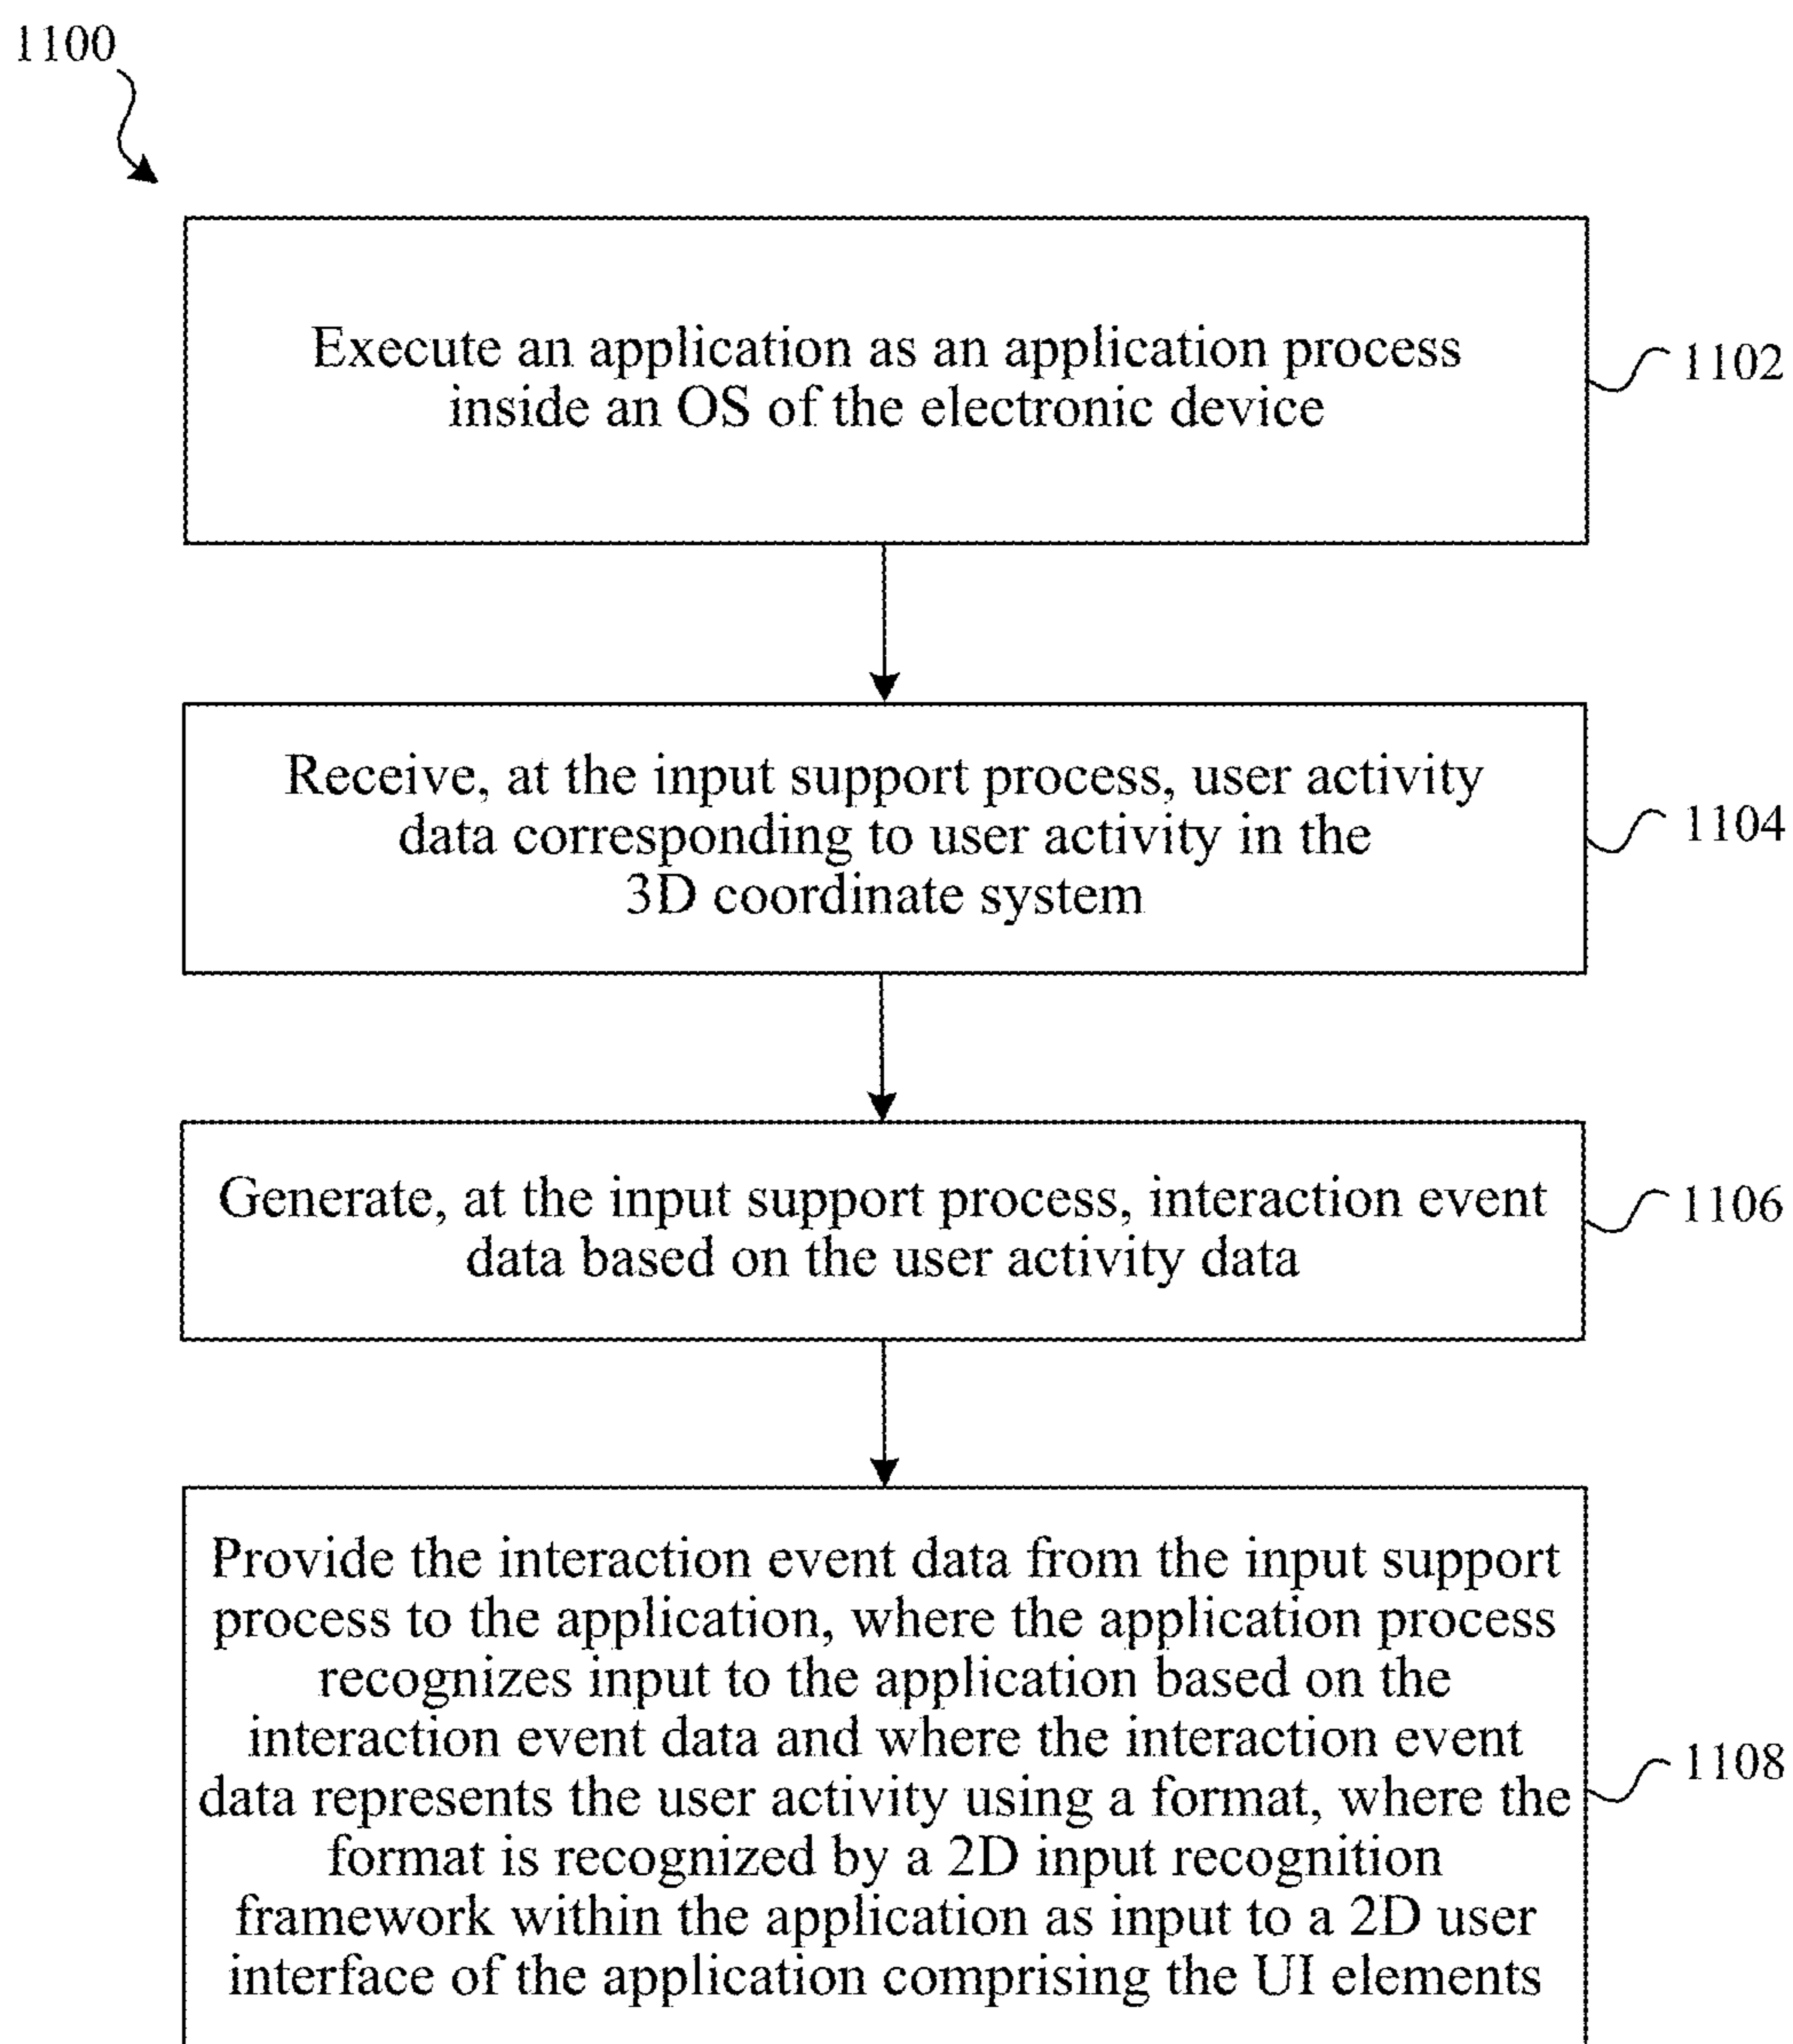 1100
Execute an application as an application process
inside an OS of the electronic device
1102
Receive, at the input support process, user activity
data corresponding to user activity in the
3D coordinate system
1104
Generate, at the input support process, interaction event
data based on the user activity data
1106
Provide the interaction event data from the input support
process to the application, where the application process
recognizes input to the application based on the
interaction event data and where the interaction event
data represents the user activity using a format, where the
format is recognized by a 2D input recognition
framework within the application as input to a 2D user
interface of the application comprising the UI elements
1108